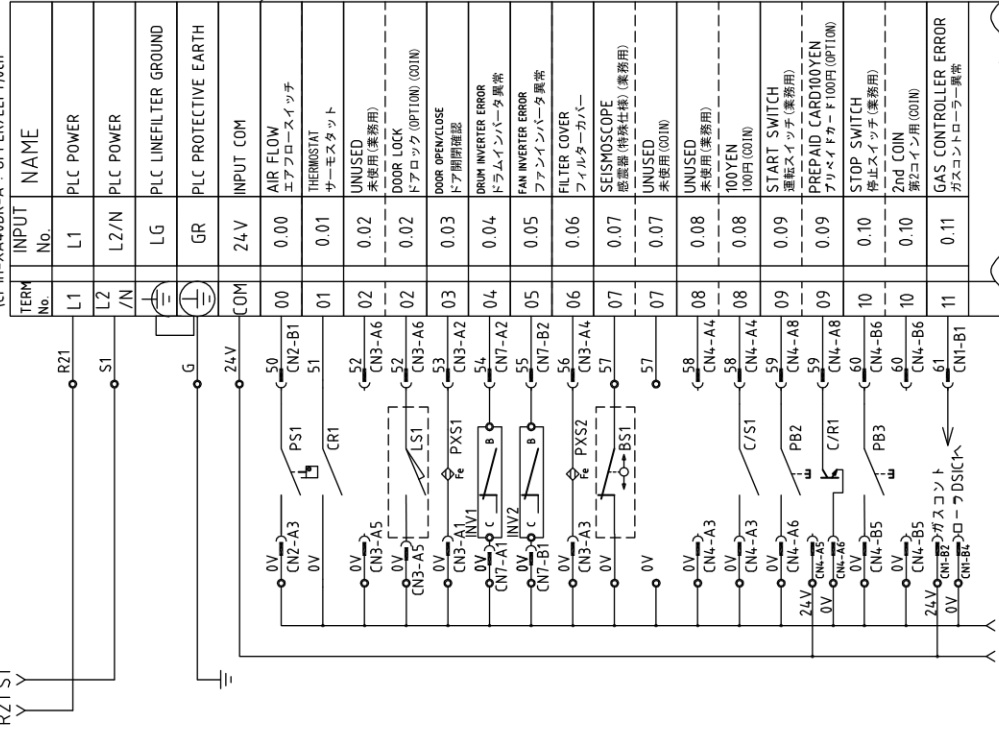 TERM No.
INPUT No.
NAME
L1
L1
PLC POWER
L2/N
L2/N
PLC POWER
LG
PLC LINEFILTER GROUND
GR
PLC PROTECTIVE EARTH
COM
24V
INPUT COM
00
0.00
AIR FLOW
エアフロースイッチ
01
0.01
THERMOSTAT
サーモスタット
02
0.02
UNUSED
未使用(業務用)
02
0.02
DOOR LOCK
ドアロック(OPTION)(COIN)
03
0.03
DOOR OPEN/CLOSE
ドア開閉確認
04
0.04
DRUM INVERTER ERROR
ドラムインバータ異常
05
0.05
FAN INVERTER ERROR
ファンインバータ異常
06
0.06
FILTER COVER
フィルターカバー
07
0.07
SEISMOSCOPE
感震器(特殊仕様)(業務用)
07
0.07
UNUSED
未使用(COIN)
08
0.08
UNUSED
未使用(業務用)
08
0.08
100YEN
100円(COIN)
09
0.09
START SWITCH
運転スイッチ(業務用)
09
0.09
PREPAID CARD100YEN
プリペイドカード100円(OPTION)
10
0.10
STOP SWITCH
停止スイッチ(業務用)
10
0.10
2nd COIN
第2コイン用(COIN)
11
0.11
GAS CONTROLLER ERROR
ガスコントローラー異常
R21 S1
R21
S1
G
24V
0V
CN2-A3
PS1
50
CN2-B1
0V
CR1
51
0V
CN3-A5
52
CN3-A6
0V
CN3-A5
LS1
52
CN3-A6
0V
CN3-A1
Fe
PXS1
53
CN3-A2
0V
CN7-A1
INV1
C
B
54
CN7-A2
0V
CN7-B1
INV2
C
B
55
CN7-B2
0V
CN3-A3
Fe
PXS2
56
CN3-A4
0V
BS1
57
0V
57
0V
CN4-A3
58
CN4-A4
0V
CN4-A3
C/S1
58
CN4-A4
0V
CN4-A6
PB2
59
CN4-A8
24V
CN4-A5
0V
CN4-A6
C/R1
59
CN4-A8
0V
CN4-B5
PB3
60
CN4-B6
0V
CN4-B5
60
CN4-B6
24V
CN1-B2
0V
CN1-B4
ガスコント
ローラDSIC1へ
61
CN1-B1